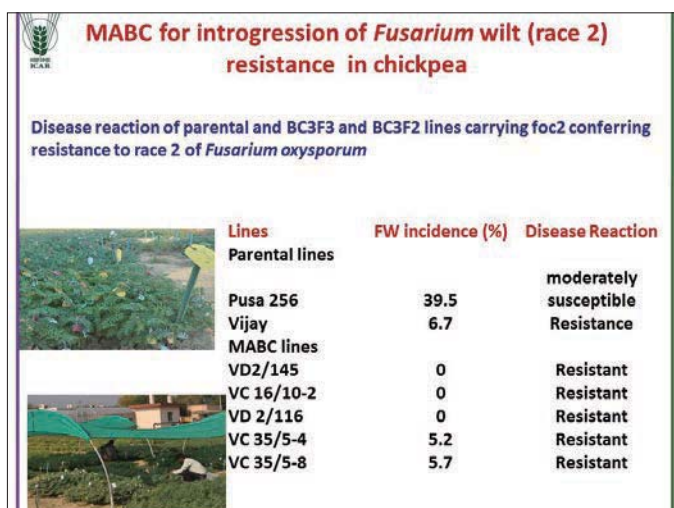 MABC for introgression of Fusarium wilt (race 2)
resistance in chickpea
ICAR
Disease reaction of parental and BC3F3 and BC3F2 lines carrying foc2 conferring
resistance to race 2 of Fusarium oxysporum
Lines FW incidence (%) Disease Reaction
Parental lines
moderately
Pusa 256 39.5 susceptible
Vijay 6.7 Resistance
MABC lines
VD2/145 0 Resistant
VC 16/10-2 0 Resistant
VD 2/116 0 Resistant
VC 35/5-4 5.2 Resistant
VC 35/5-8 5.7 Resistant